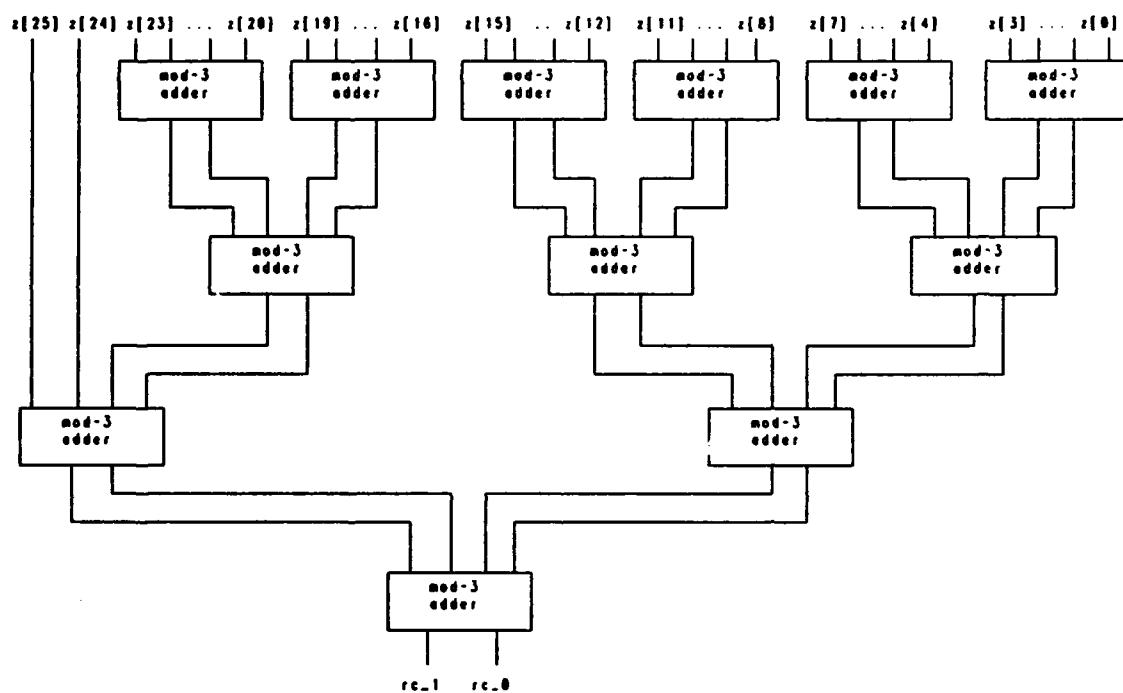 z[25] z[24] z[23] ... z[20] z[19] ... z[16] z[15] ... z[12] z[11] ... z[8] z[7] ... z[4] z[3] ... z[0]
mod-3 mod-3 mod-3 mod-3 mod-3 mod-3
adder adder adder adder adder adder
mod-3 mod-3 mod-3
adder adder adder
mod-3 mod-3
adder adder
mod-3
adder
rc_1 rc_0